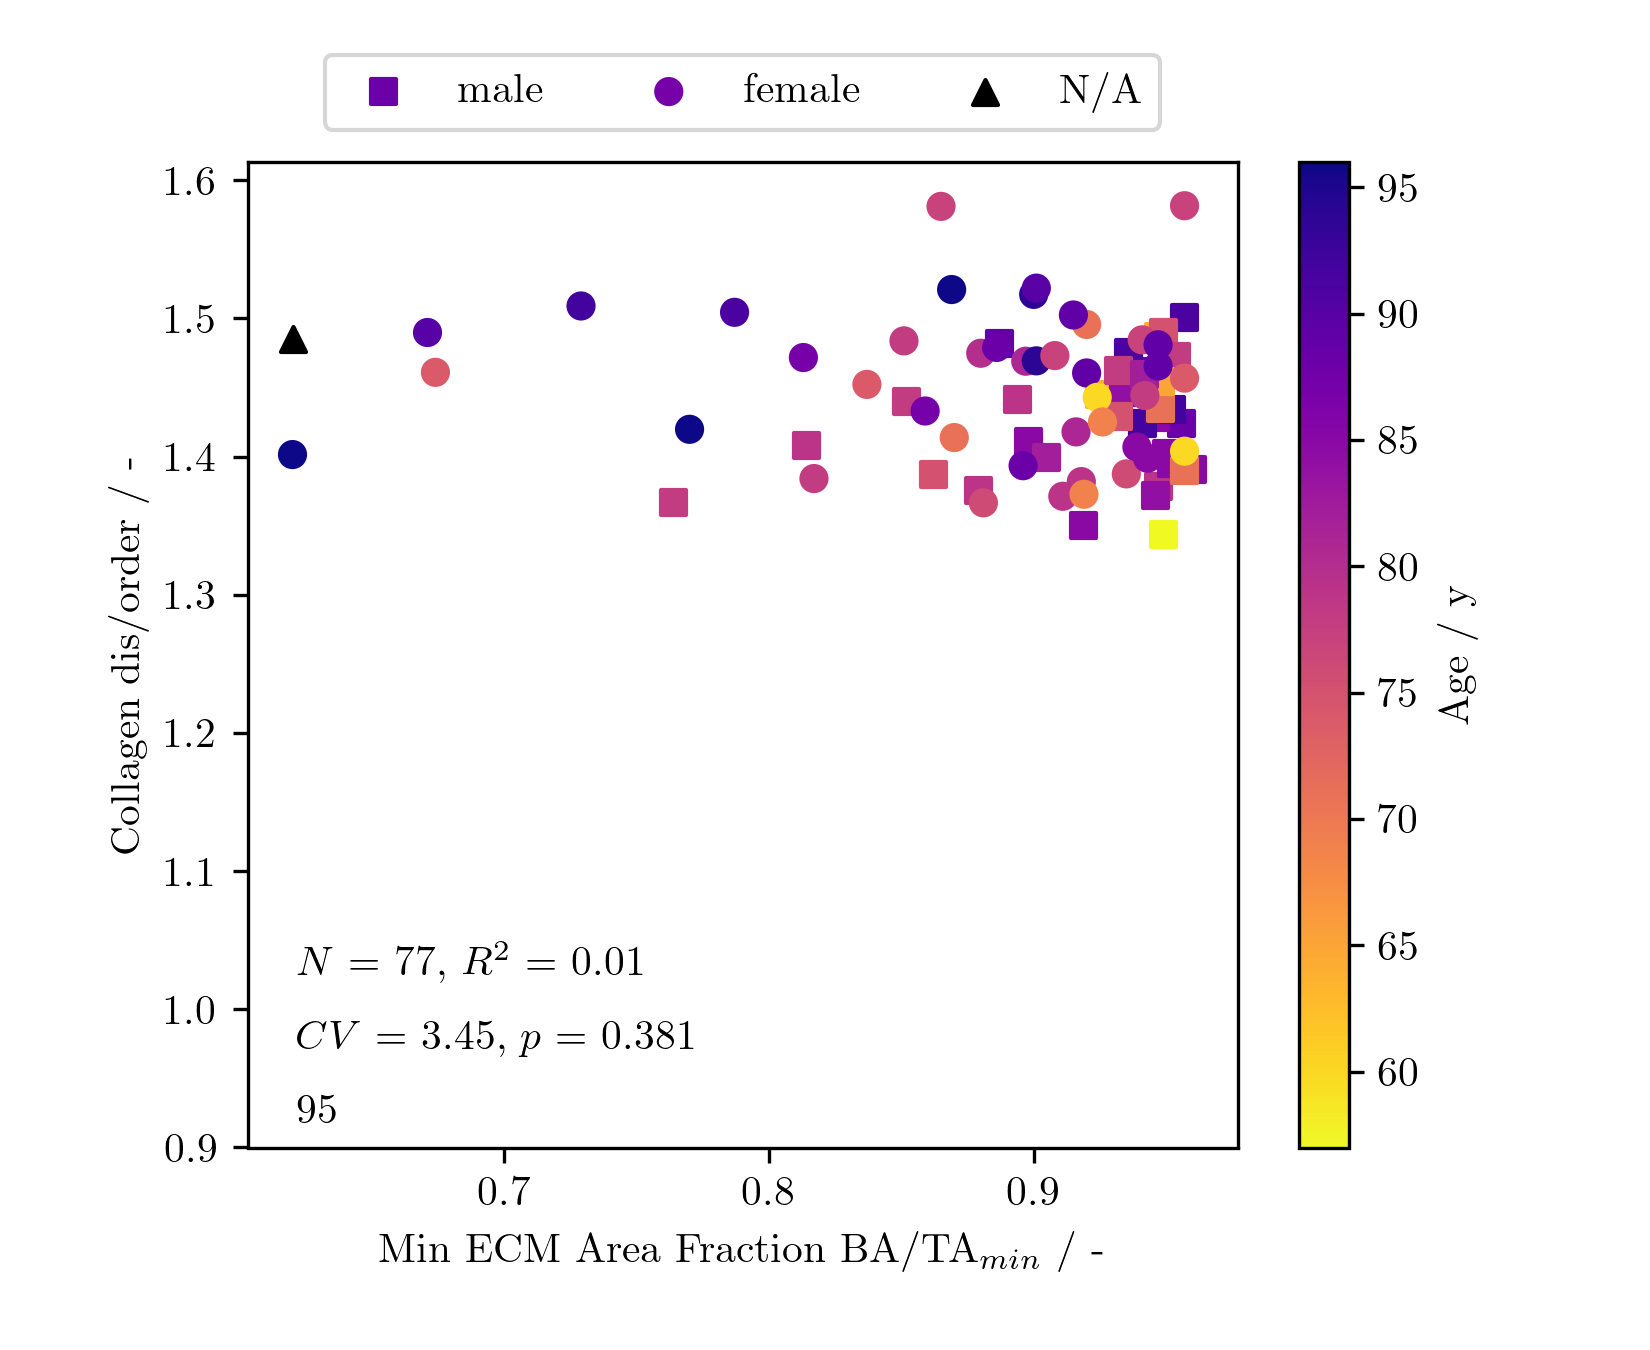 male female N/A
1.6
1.5
1.4
1.3
1.2
1.1
1.0
0.9
Collagen dis/order / -
N = 77, R² = 0.01
CV = 3.45, p = 0.381
95
0.7 0.8 0.9
Min ECM Area Fraction BA/TA_min / -
95
90
85
80
75
70
65
60
Age / y